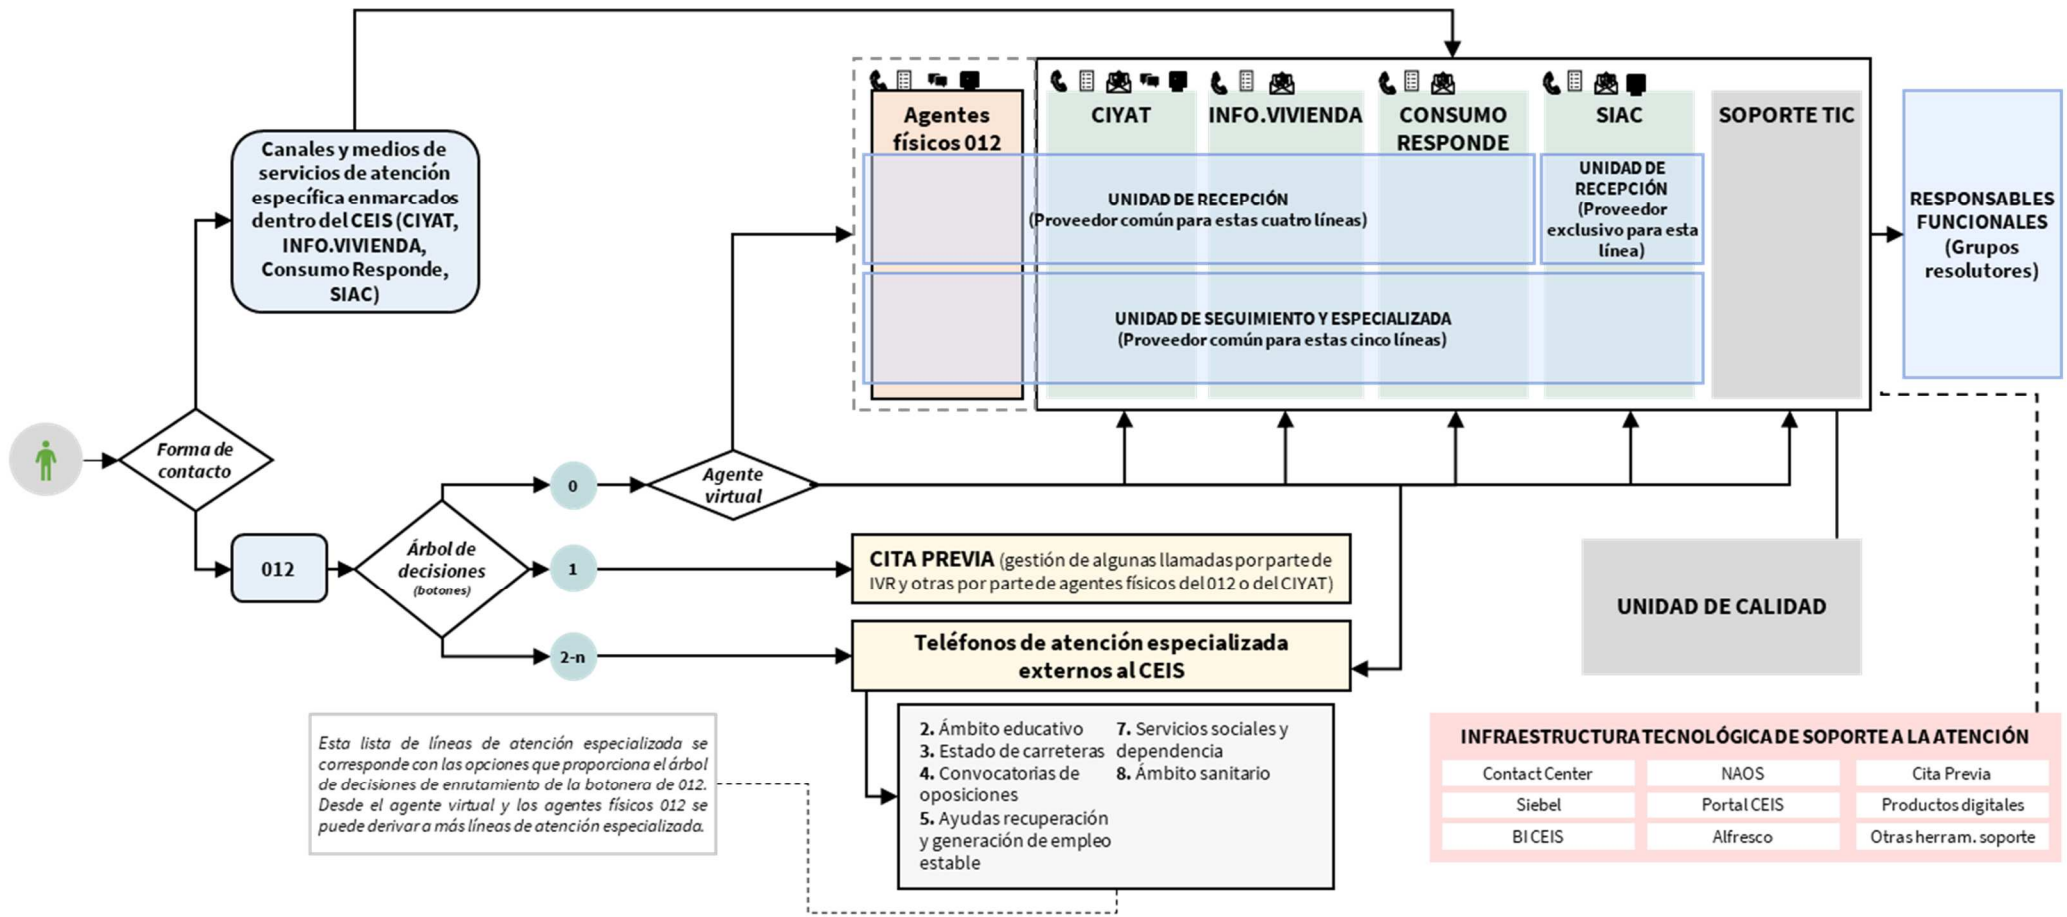 Canales y medios de
servicios de atención
específica enmarcados
dentro del CEIS (CIYAT,
INFO.VIVIENDA,
Consumo Responde,
SIAC)
Forma de
contacto
012
Árbol de
decisiones
(botones)
0
1
2-n
Agente
virtual
Agentes
físicos 012
CIYAT
INFO.VIVIENDA
CONSUMO
RESPONDE
SIAC
SOPORTE TIC
UNIDAD DE RECEPCIÓN
(Proveedor común para estas cuatro líneas)
UNIDAD DE
RECEPCIÓN
(Proveedor
exclusivo para esta
línea)
UNIDAD DE SEGUIMIENTO Y ESPECIALIZADA
(Proveedor común para estas cinco líneas)
RESPONSABLES
FUNCIONALES
(Grupos
resolutores)
CITA PREVIA (gestión de algunas llamadas por parte de
IVR y otras por parte de agentes físicos del 012 o del CIYAT)
Teléfonos de atención especializada
externos al CEIS
2. Ámbito educativo
3. Estado de carreteras
4. Convocatorias de
oposiciones
5. Ayudas recuperación
y generación de empleo
estable
7. Servicios sociales y
dependencia
8. Ámbito sanitario
Esta lista de líneas de atención especializada se
corresponde con las opciones que proporciona el árbol
de decisiones de enrutamiento de la botonera de 012.
Desde el agente virtual y los agentes físicos 012 se
puede derivar a más líneas de atención especializada.
UNIDAD DE CALIDAD
INFRAESTRUCTURA TECNOLÓGICA DE SOPORTE A LA ATENCIÓN
Contact Center
NAOS
Cita Previa
Siebel
Portal CEIS
Productos digitales
BI CEIS
Alfresco
Otras herram. soporte